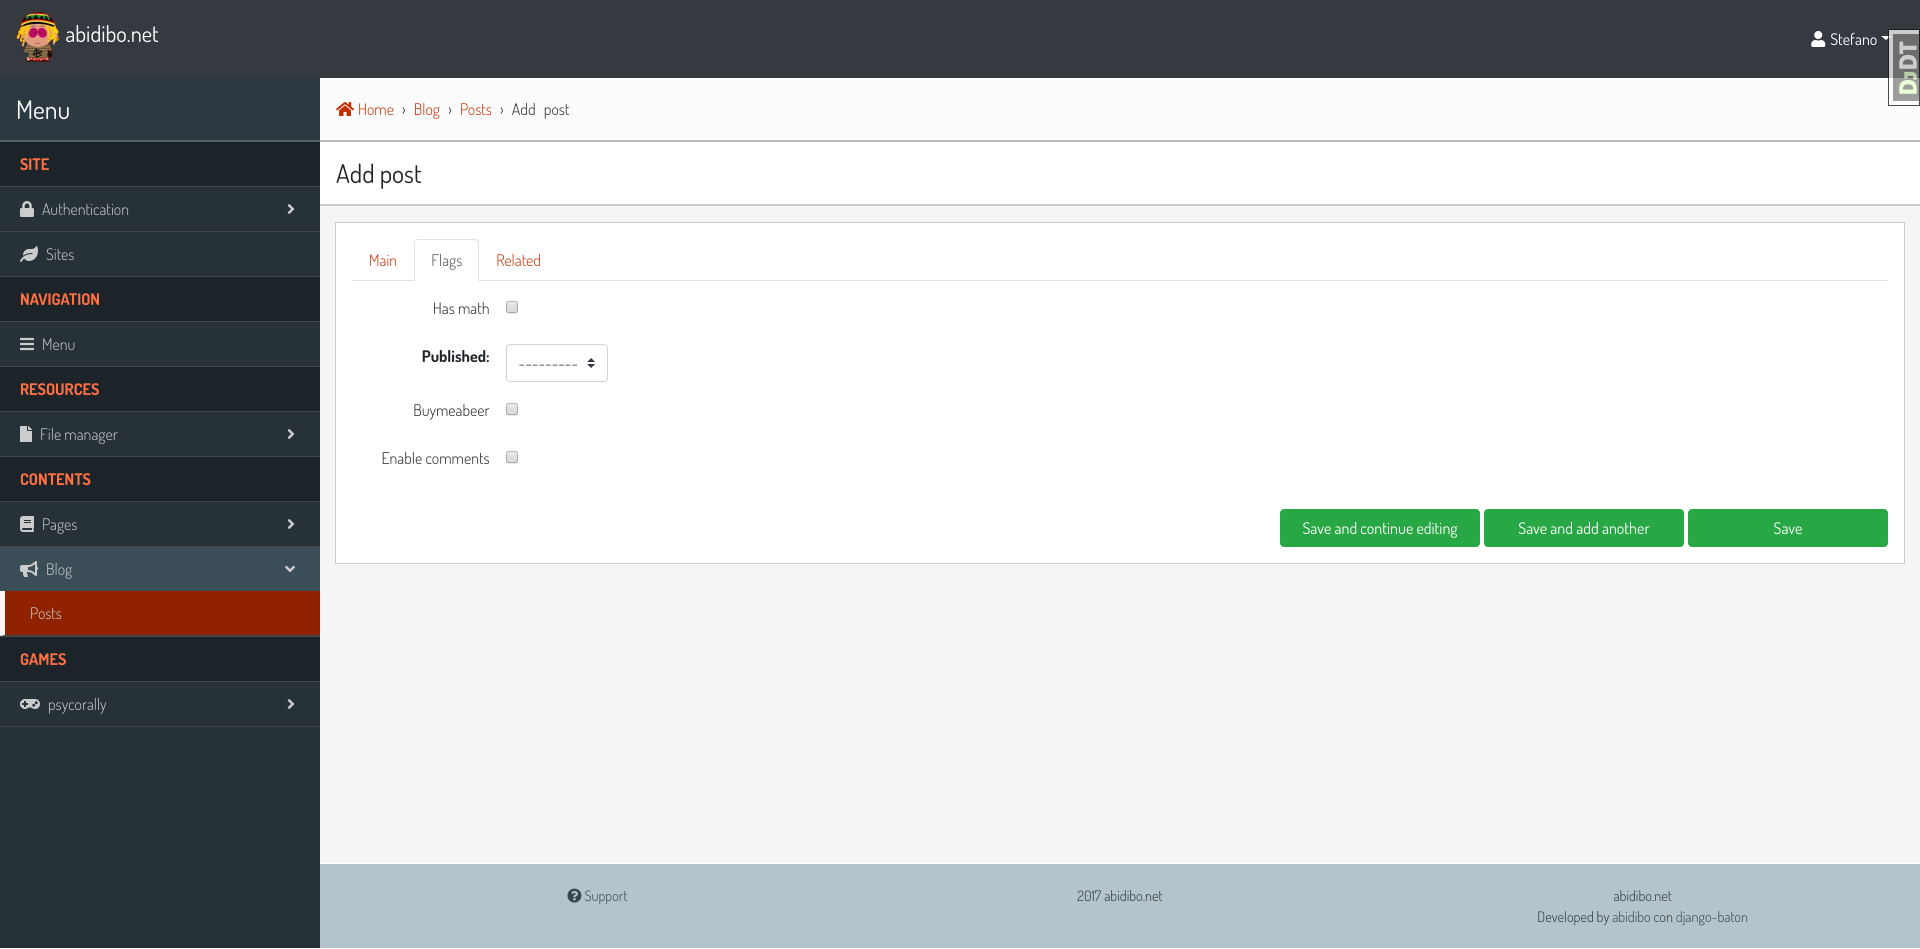 abidibo.net
Stefano
DjDT
Menu
Home › Blog › Posts › Add post
SITE
Authentication
Sites
NAVIGATION
Menu
RESOURCES
File manager
CONTENTS
Pages
Blog
Posts
GAMES
psycorally
Add post
Main Flags Related
Has math
Published: ---------
Buymeabeer
Enable comments
Save and continue editing Save and add another Save
Support
2017 abidibo.net
abidibo.net
Developed by abidibo con django-baton